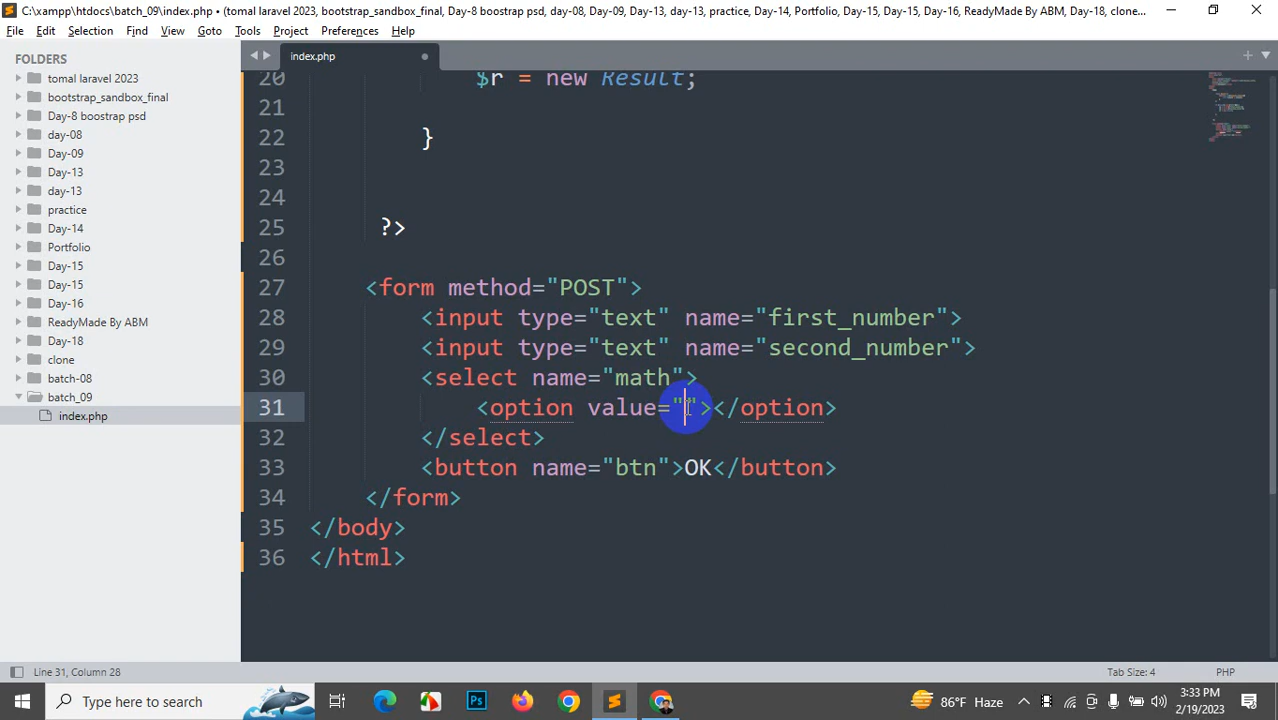 C:\xampp\htdocs\batch_09\index.php • (tomal laravel 2023, bootstrap_sandbox_final, Day-8 boostrap psd, day-08, Day-09, Day-13, day-13, practice, Day-14, Portfolio, Day-15, Day-15, Day-16, ReadyMade By ABM, Day-18, clone...
File Edit Selection Find View Goto Tools Project Preferences Help
FOLDERS
tomal laravel 2023
bootstrap_sandbox_final
Day-8 boostrap psd
day-08
Day-09
Day-13
day-13
practice
Day-14
Portfolio
Day-15
Day-15
Day-16
ReadyMade By ABM
Day-18
clone
batch-08
batch_09
index.php
index.php
20 $r = new Result;
21
22 }
23
24
25 ?>
26
27 <form method="POST">
28 <input type="text" name="first_number">
29 <input type="text" name="second_number">
30 <select name="math">
31 <option value=""></option>
32 </select>
33 <button name="btn">OK</button>
34 </form>
35 </body>
36 </html>
Line 31, Column 28
Tab Size: 4
PHP
Type here to search
Ps
86°F Haze
3:33 PM
2/19/2023